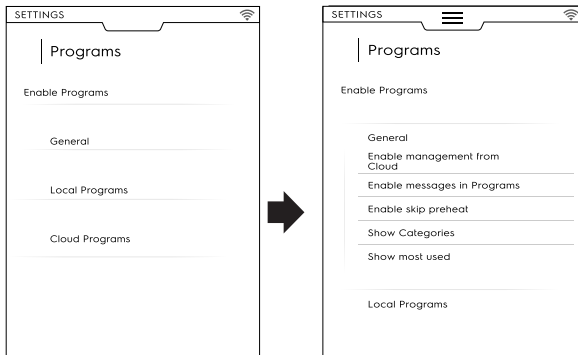 SETTINGS
Programs
Enable Programs
General
Local Programs
Cloud Programs
SETTINGS
Programs
Enable Programs
General
Enable management from
Cloud
Enable messages in Programs
Enable skip preheat
Show Categories
Show most used
Local Programs